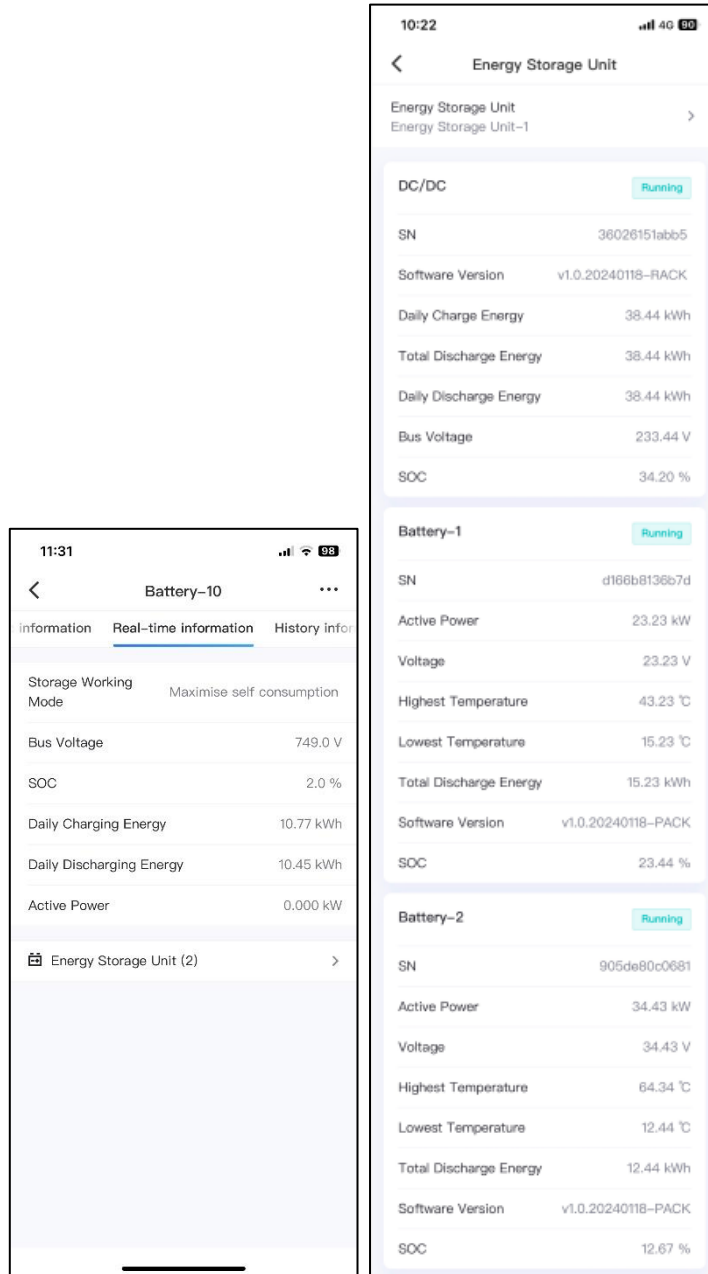 11:31
98
Battery-10
information Real-time information History infor
Storage Working
Mode
Maximise self consumption
Bus Voltage 749.0 V
SOC 2.0 %
Daily Charging Energy 10.77 kWh
Daily Discharging Energy 10.45 kWh
Active Power 0.000 kW
Energy Storage Unit (2)
10:22
4G 90
Energy Storage Unit
Energy Storage Unit
Energy Storage Unit-1
DC/DC Running
SN 36026151abb5
Software Version v1.0.20240118-RACK
Daily Charge Energy 38.44 kWh
Total Discharge Energy 38.44 kWh
Daily Discharge Energy 38.44 kWh
Bus Voltage 233.44 V
SOC 34.20 %
Battery-1 Running
SN d166b8136b7d
Active Power 23.23 kW
Voltage 23.23 V
Highest Temperature 43.23 ℃
Lowest Temperature 15.23 ℃
Total Discharge Energy 15.23 kWh
Software Version v1.0.20240118-PACK
SOC 23.44 %
Battery-2 Running
SN 905de80c0681
Active Power 34.43 kW
Voltage 34.43 V
Highest Temperature 64.34 ℃
Lowest Temperature 12.44 ℃
Total Discharge Energy 12.44 kWh
Software Version v1.0.20240118-PACK
SOC 12.67 %